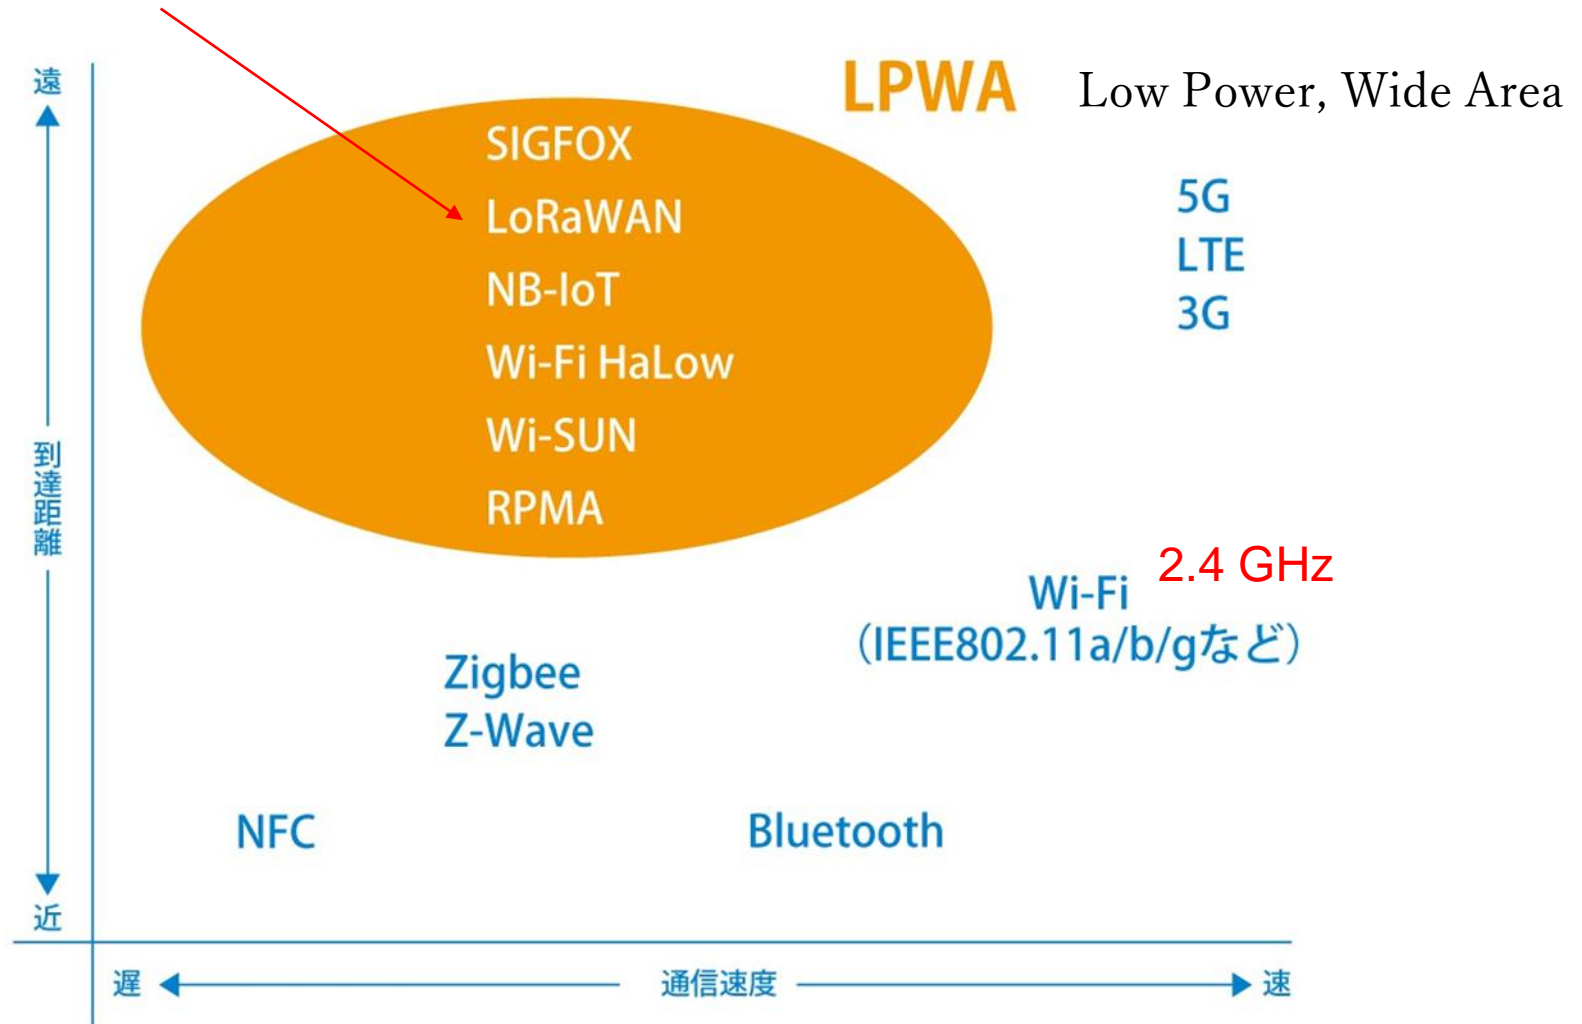 LPWA Low Power, Wide Area
遠
SIGFOX
LoRaWAN
NB-IoT
Wi-Fi HaLow
Wi-SUN
RPMA
5G
LTE
3G
到達距離
2.4 GHz
Wi-Fi
（IEEE802.11a/b/gなど）
Zigbee
Z-Wave
NFC
Bluetooth
近
遅
通信速度
速